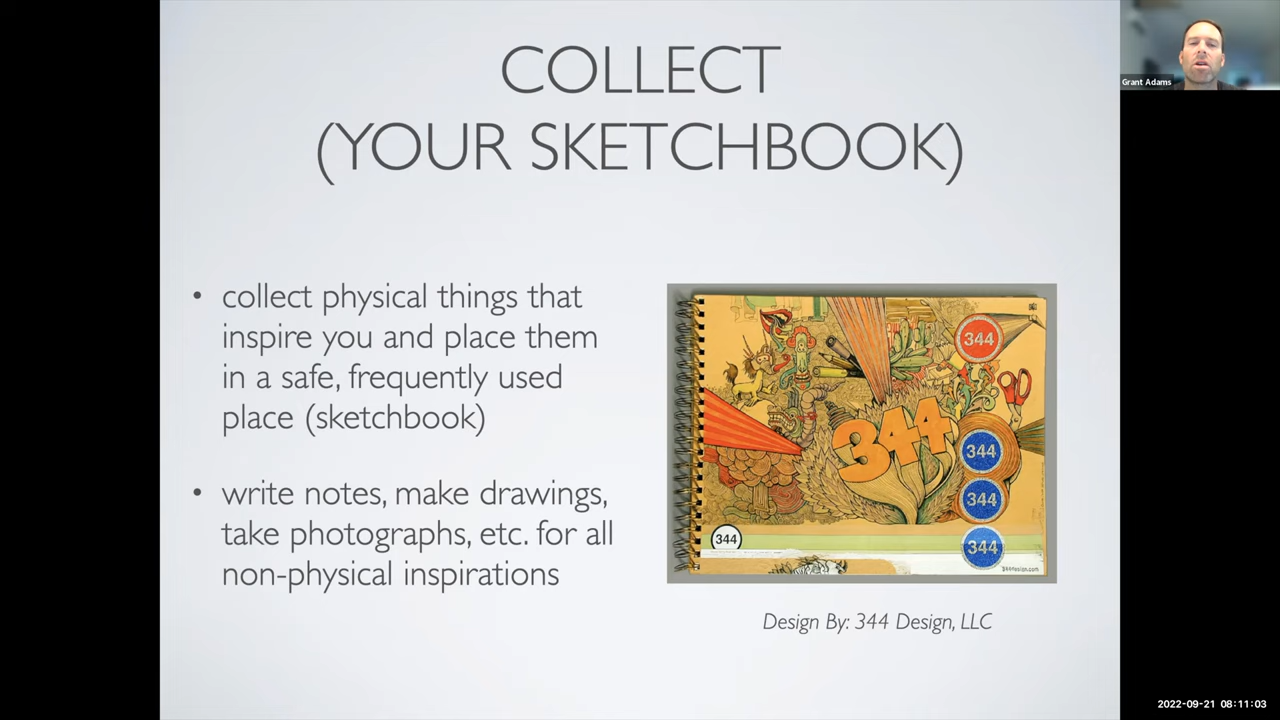 COLLECT
(YOUR SKETCHBOOK)
Grant Adams
• collect physical things that
inspire you and place them
in a safe, frequently used
place (sketchbook)
• write notes, make drawings,
take photographs, etc. for all
non-physical inspirations
344
344
344
344
344
344
Design By: 344 Design, LLC
2022-09-21 08:11:03